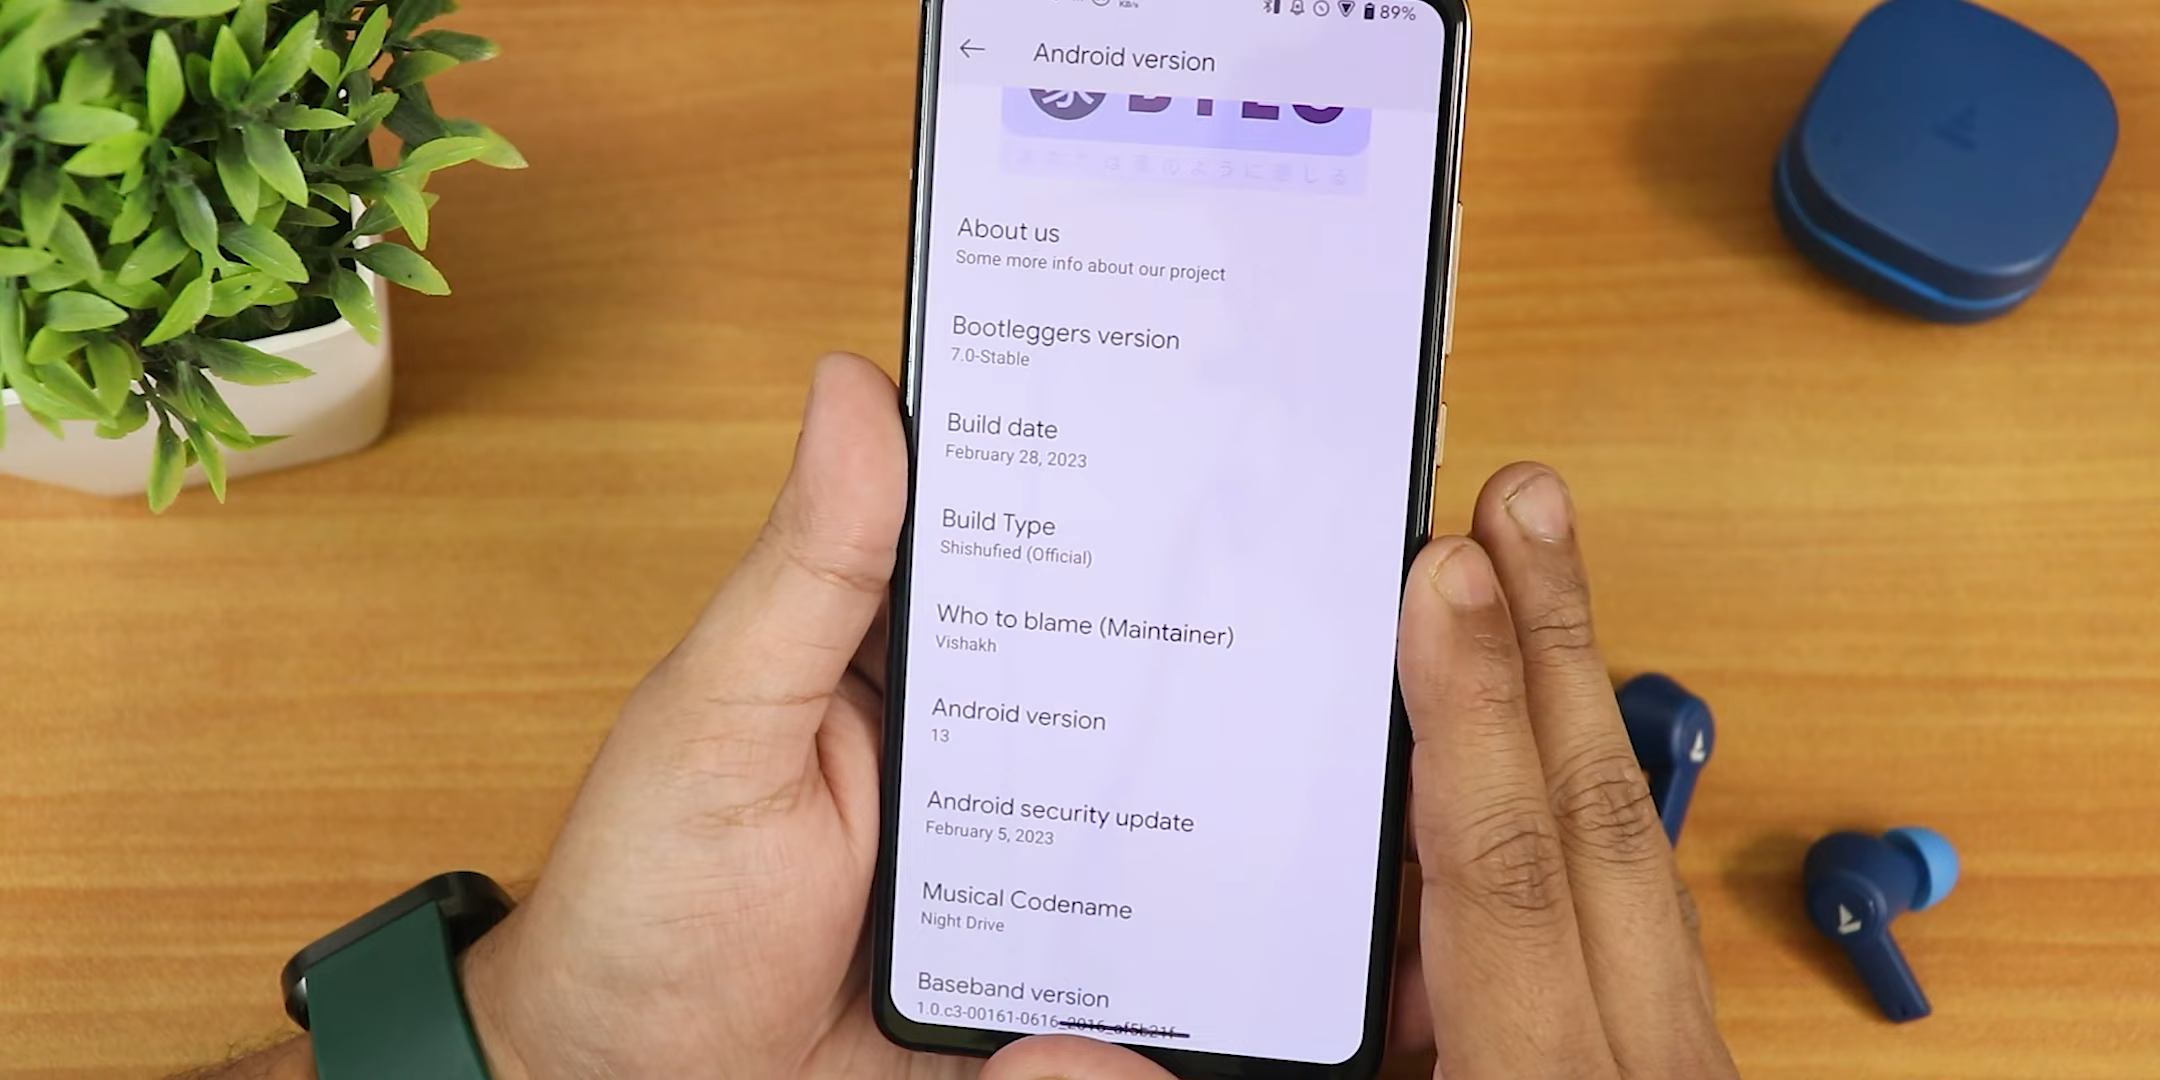 89%
Android version
BTLG
About us
Some more info about our project
Bootleggers version
7.0-Stable
Build date
February 28, 2023
Build Type
Shishufied (Official)
Who to blame (Maintainer)
Vishakh
Android version
13
Android security update
February 5, 2023
Musical Codename
Night Drive
Baseband version
1.0.c3-00161-0616_2016_af5b21f